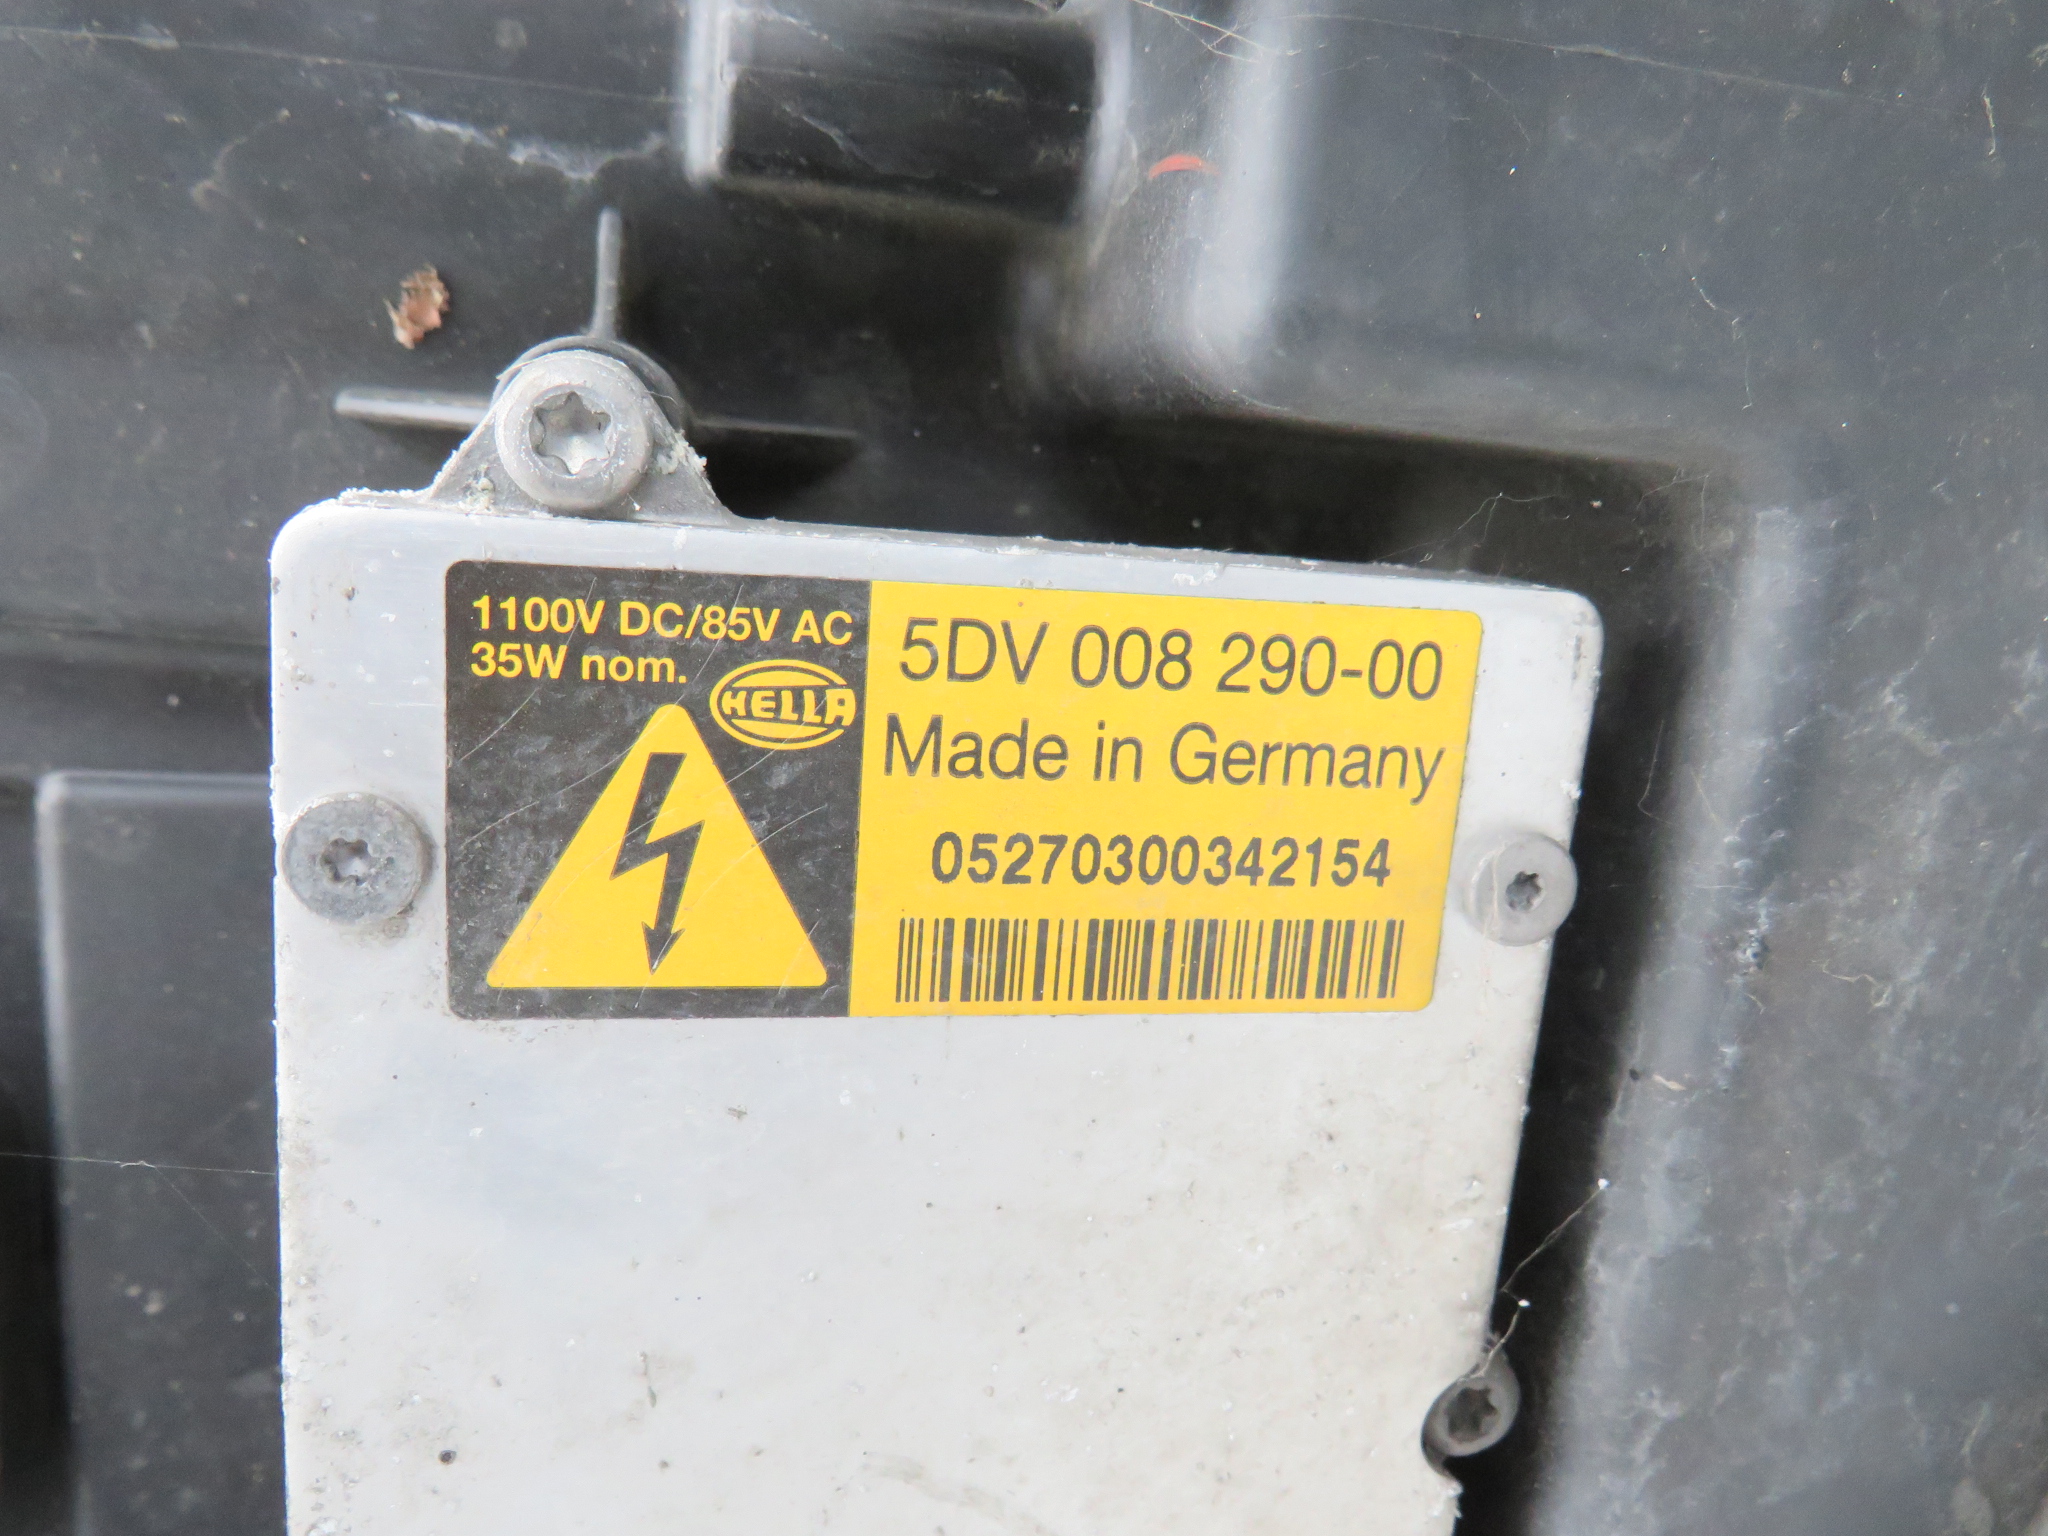 1100V DC/85V AC
35W nom.
HELLA
5DV 008 290-00
Made in Germany
05270300342154